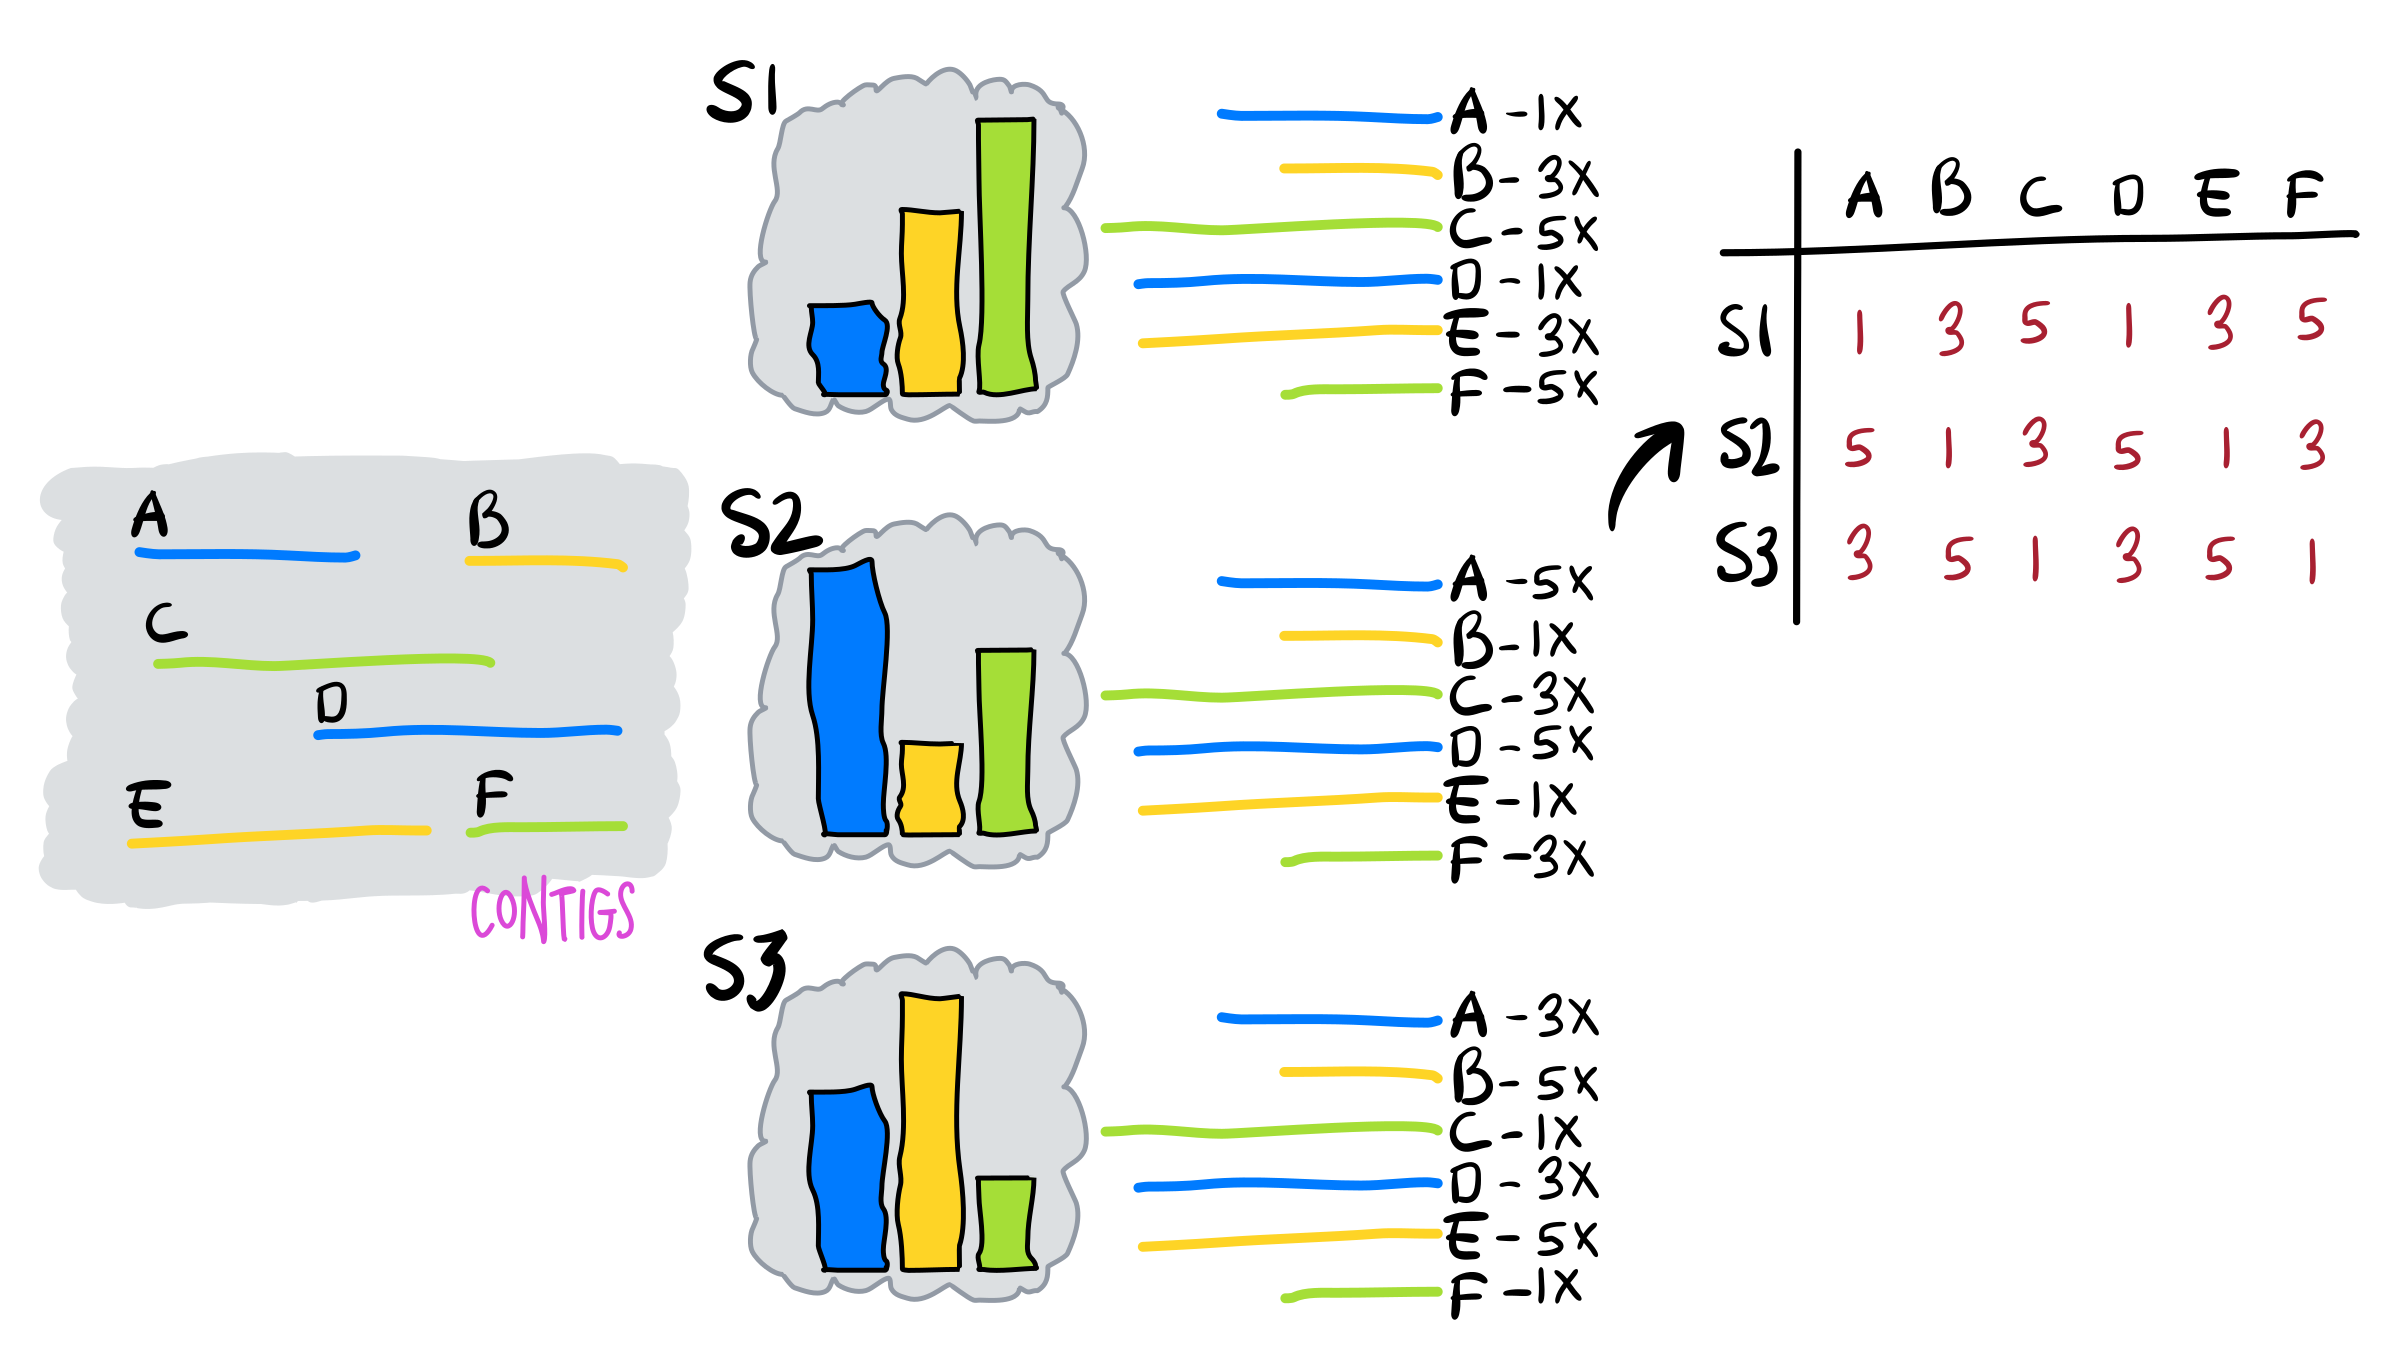 A B
C
D
E F
CONTIGS
S1
A - 1X
B - 3X
C - 5X
D - 1X
E - 3X
F - 5X
S2
A - 5X
B - 1X
C - 3X
D - 5X
E - 1X
F - 3X
S3
A - 3X
B - 5X
C - 1X
D - 3X
E - 5X
F - 1X
A B C D E F
S1 1 3 5 1 3 5
S2 5 1 3 5 1 3
S3 3 5 1 3 5 1